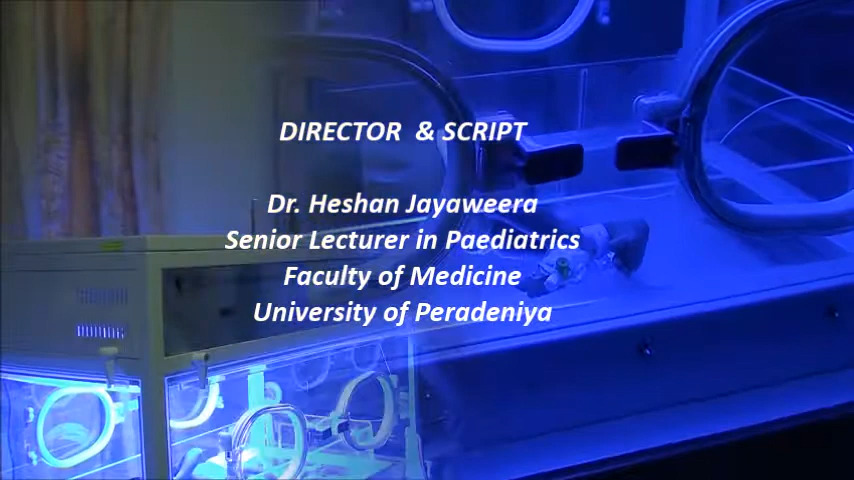 DIRECTOR & SCRIPT
Dr. Heshan Jayaweera
Senior Lecturer in Paediatrics
Faculty of Medicine
University of Peradeniya